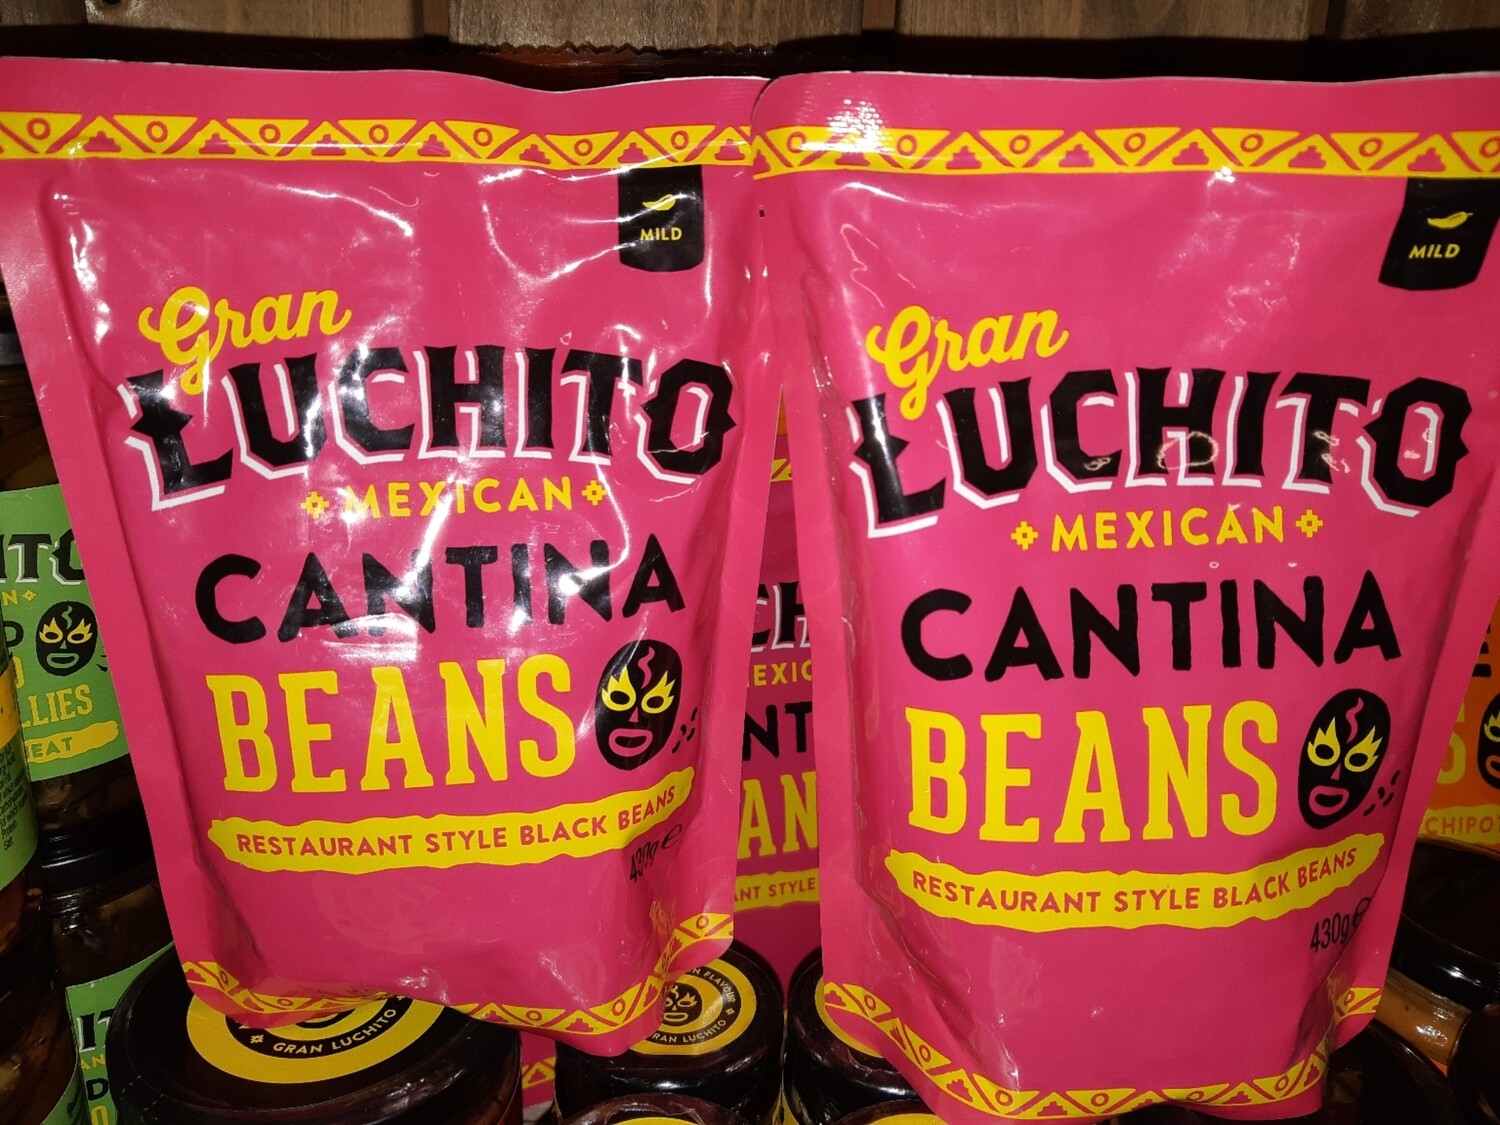 MILD
Gran
LUCHITO
MEXICAN
CANTINA
BEANS
RESTAURANT STYLE BLACK BEANS
430g ℮
MILD
Gran
LUCHITO
MEXICAN
CANTINA
BEANS
RESTAURANT STYLE BLACK BEANS
430g ℮
GRAN LUCHITO
FLAVOUR
GRAN LUCHITO